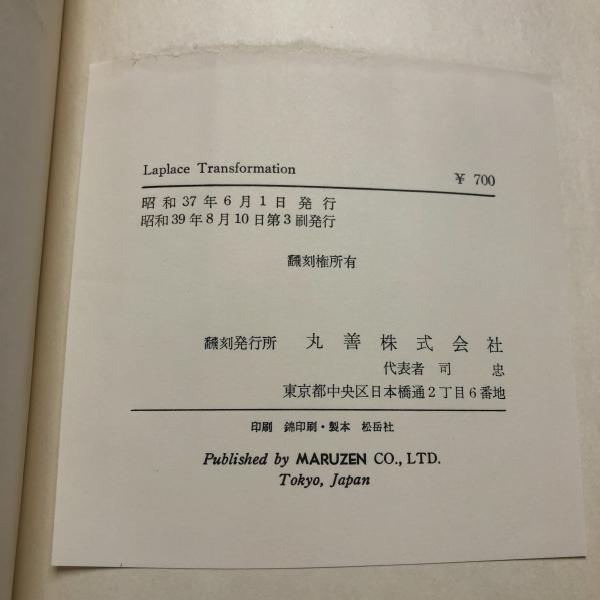 Laplace Transformation
¥ 700
昭和 37 年 6 月 1 日 発 行
昭和 39 年 8 月 10 日 第 3 刷発行
飜刻権所有
飜刻発行所 丸 善 株 式 会 社
代表者 司 忠
東京都中央区日本橋通 2 丁目 6 番地
印刷 錦印刷・製本 松岳社
Published by MARUZEN CO., LTD.
Tokyo, Japan